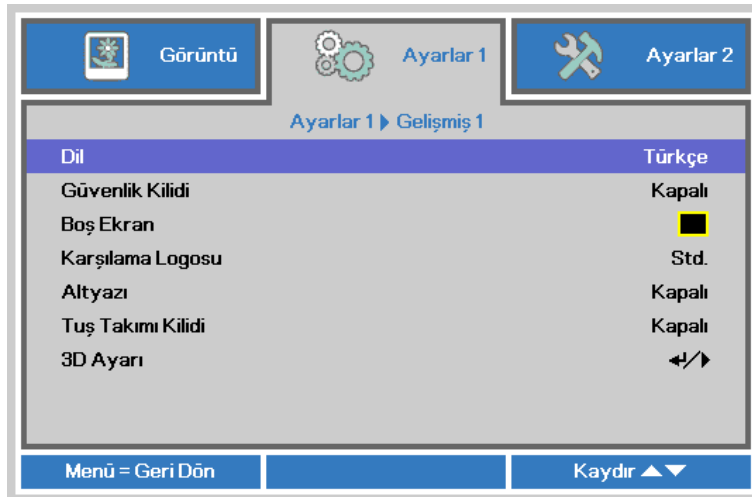 Görüntü
Ayarlar 1
Ayarlar 2
Ayarlar 1 ▶ Gelişmiş 1
Dil Türkçe
Güvenlik Kilidi Kapalı
Boş Ekran
Karşılama Logosu Std.
Altyazı Kapalı
Tuş Takımı Kilidi Kapalı
3D Ayarı ↵/▶
Menü = Geri Dön Kaydır ▲▼